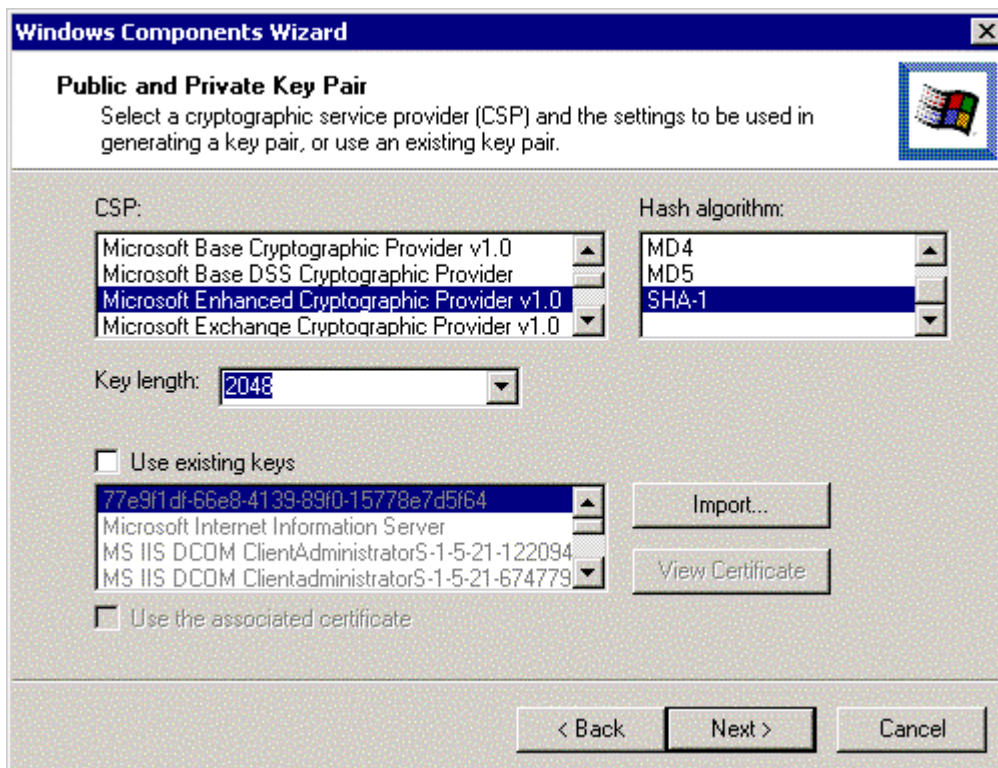 Windows Components Wizard
Public and Private Key Pair
Select a cryptographic service provider (CSP) and the settings to be used in
generating a key pair, or use an existing key pair.
CSP:
Microsoft Base Cryptographic Provider v1.0
Microsoft Base DSS Cryptographic Provider
Microsoft Enhanced Cryptographic Provider v1.0
Microsoft Exchange Cryptographic Provider v1.0
Hash algorithm:
MD4
MD5
SHA-1
Key length: 2048
Use existing keys
77e9f1df-66e8-4139-89f0-15778e7d5f64
Microsoft Internet Information Server
MS IIS DCOM ClientAdministratorS-1-5-21-122094
MS IIS DCOM ClientadministratorS-1-5-21-674779
Import...
View Certificate
Use the associated certificate
< Back
Next >
Cancel